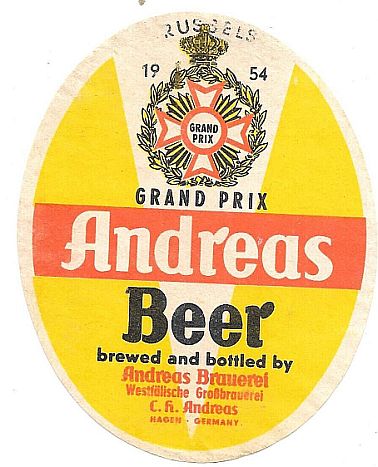 RUSSELS
19 54
GRAND
PRIX
GRAND PRIX
Andreas
Beer
brewed and bottled by
Andreas Brauerei
Westfälische Großbrauerei
C. H. Andreas
HAGEN · GERMANY